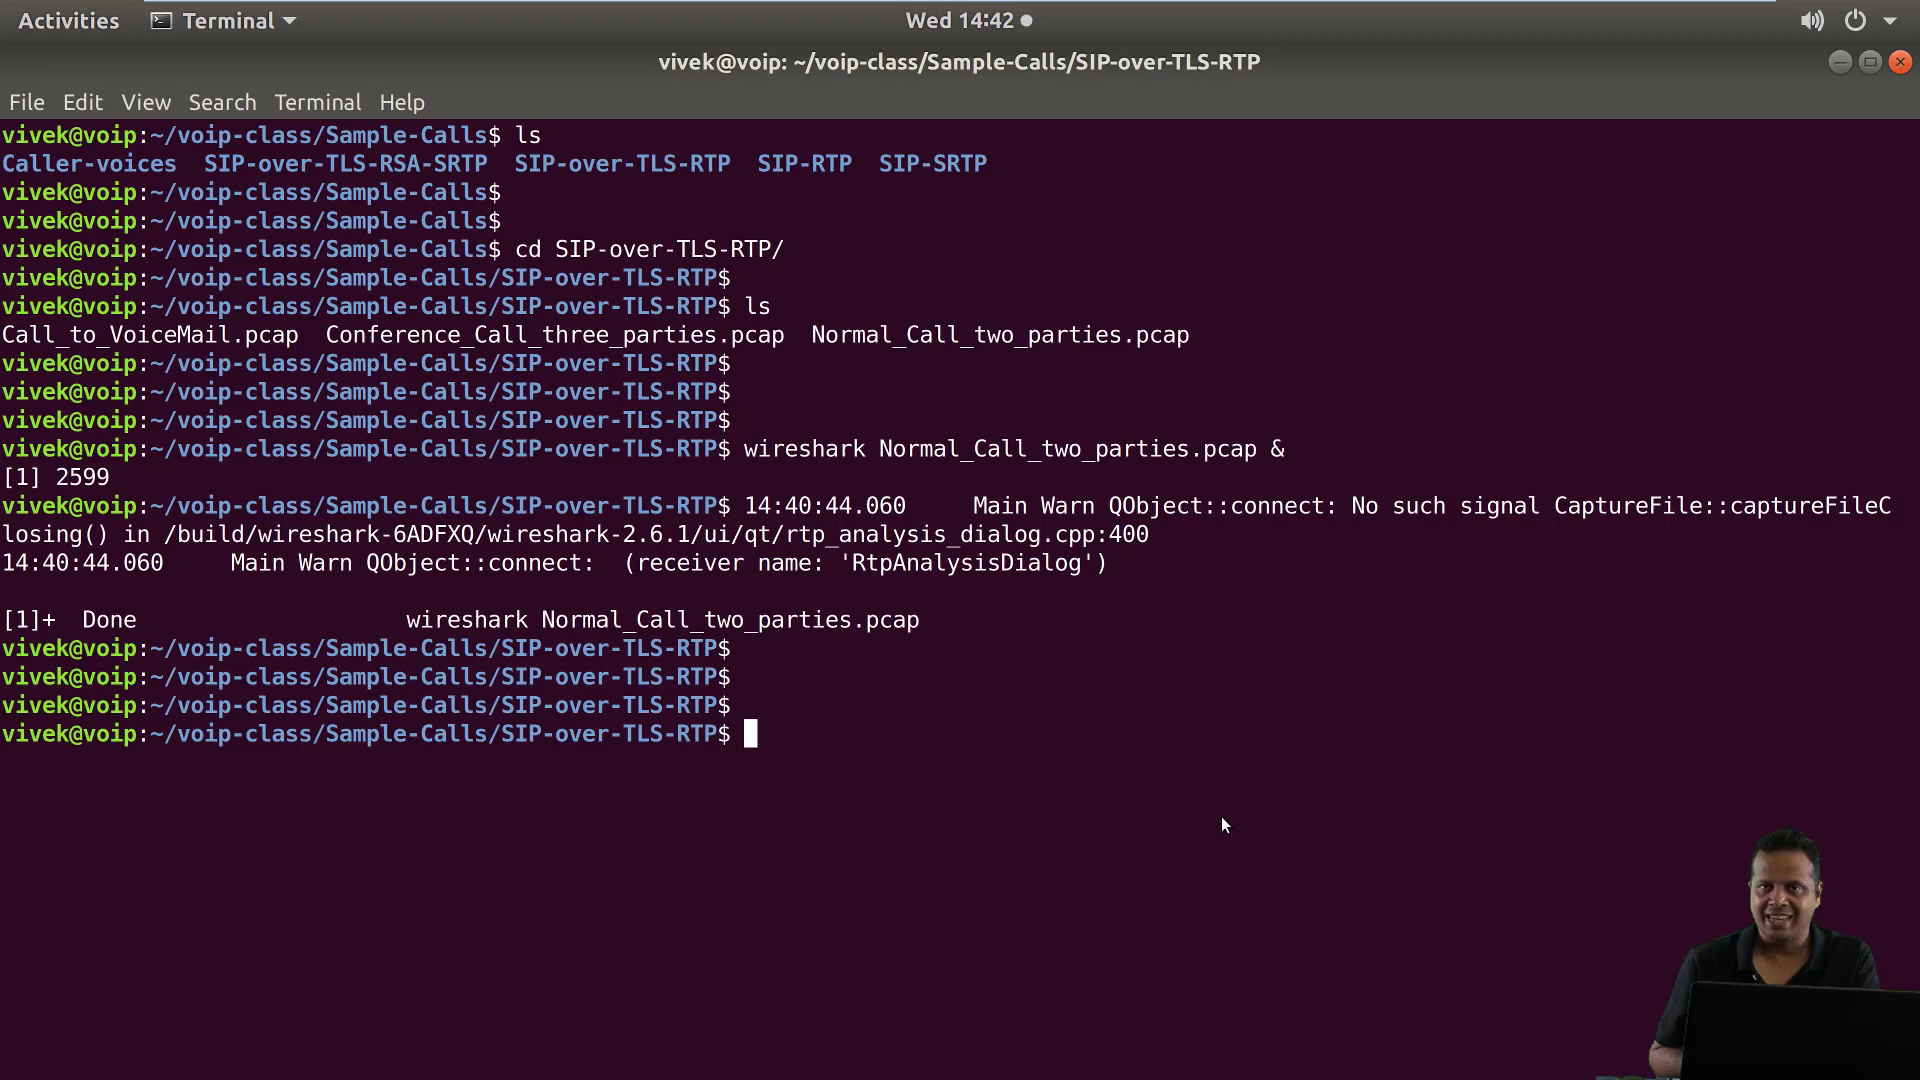 Activities Terminal Wed 14:42
vivek@voip: ~/voip-class/Sample-Calls/SIP-over-TLS-RTP
File Edit View Search Terminal Help
vivek@voip:~/voip-class/Sample-Calls$ ls
Caller-voices  SIP-over-TLS-RSA-SRTP  SIP-over-TLS-RTP  SIP-RTP  SIP-SRTP
vivek@voip:~/voip-class/Sample-Calls$
vivek@voip:~/voip-class/Sample-Calls$
vivek@voip:~/voip-class/Sample-Calls$ cd SIP-over-TLS-RTP/
vivek@voip:~/voip-class/Sample-Calls/SIP-over-TLS-RTP$
vivek@voip:~/voip-class/Sample-Calls/SIP-over-TLS-RTP$ ls
Call_to_VoiceMail.pcap  Conference_Call_three_parties.pcap  Normal_Call_two_parties.pcap
vivek@voip:~/voip-class/Sample-Calls/SIP-over-TLS-RTP$
vivek@voip:~/voip-class/Sample-Calls/SIP-over-TLS-RTP$
vivek@voip:~/voip-class/Sample-Calls/SIP-over-TLS-RTP$
vivek@voip:~/voip-class/Sample-Calls/SIP-over-TLS-RTP$ wireshark Normal_Call_two_parties.pcap &
[1] 2599
vivek@voip:~/voip-class/Sample-Calls/SIP-over-TLS-RTP$ 14:40:44.060     Main Warn QObject::connect: No such signal CaptureFile::captureFileC
losing() in /build/wireshark-6ADFXQ/wireshark-2.6.1/ui/qt/rtp_analysis_dialog.cpp:400
14:40:44.060     Main Warn QObject::connect:  (receiver name: 'RtpAnalysisDialog')
[1]+  Done                    wireshark Normal_Call_two_parties.pcap
vivek@voip:~/voip-class/Sample-Calls/SIP-over-TLS-RTP$
vivek@voip:~/voip-class/Sample-Calls/SIP-over-TLS-RTP$
vivek@voip:~/voip-class/Sample-Calls/SIP-over-TLS-RTP$
vivek@voip:~/voip-class/Sample-Calls/SIP-over-TLS-RTP$